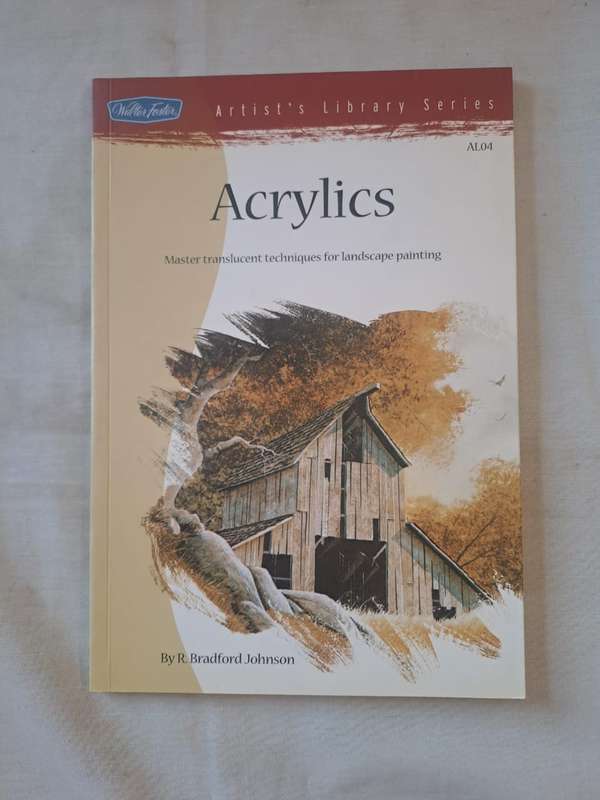 Walter Foster
Artist's Library Series
AL04
Acrylics
Master translucent techniques for landscape painting
By R. Bradford Johnson